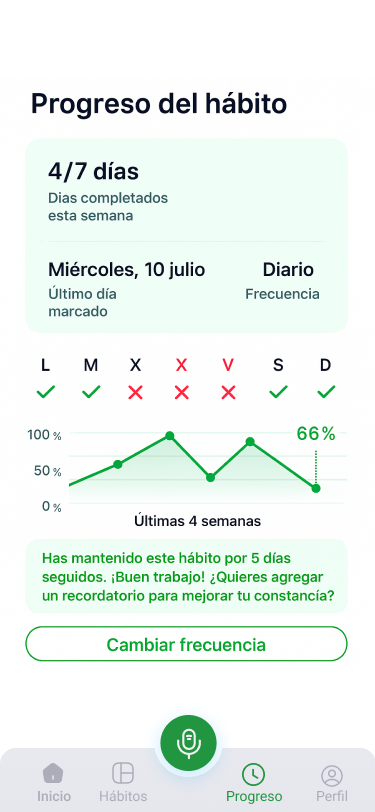 Progreso del hábito
4/7 días
Dias completados
esta semana
Miércoles, 10 julio Diario
Último día Frecuencia
marcado
L M X X V S D
66%
100 %
50 %
0 %
Últimas 4 semanas
Has mantenido este hábito por 5 días
seguidos. ¡Buen trabajo! ¿Quieres agregar
un recordatorio para mejorar tu constancía?
Cambiar frecuencia
Inicio Hábitos Progreso Perfil